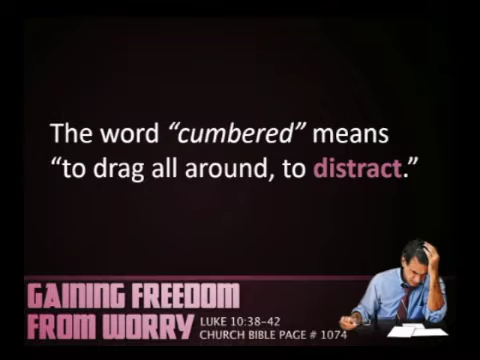 The word “cumbered” means
“to drag all around, to distract.”
GAINING FREEDOM
FROM WORRY
LUKE 10:38-42
CHURCH BIBLE PAGE # 1074